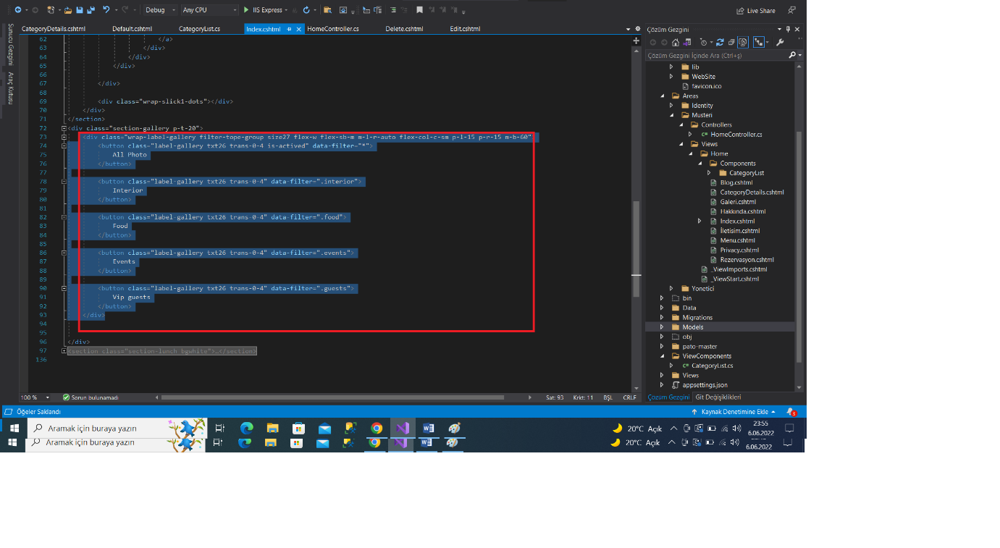 Debug Any CPU IIS Express Live Share
Sunucu Gezgini
Araç Kutusu
CategoryDetails.cshtml Default.cshtml CategoryList.cs Index.cshtml HomeController.cs Delete.cshtml Edit.cshtml
62 </a>
63 </div>
64 </div>
65 </div>
66
67 </div>
68
69 <div class="wrap-slick1-dots"></div>
70 </div>
71 </section>
72 <div class="section-gallery p-t-20">
73 <div class="wrap-label-gallery filter-tope-group size27 flex-w flex-sb-m m-l-r-auto flex-col-c-sm p-l-15 p-r-15 m-b-60"
74 <button class="label-gallery txt26 trans-0-4 is-actived" data-filter="*">
75 All Photo
76 </button>
77
78 <button class="label-gallery txt26 trans-0-4" data-filter=".interior">
79 Interior
80 </button>
81
82 <button class="label-gallery txt26 trans-0-4" data-filter=".food">
83 Food
84 </button>
85
86 <button class="label-gallery txt26 trans-0-4" data-filter=".events">
87 Events
88 </button>
89
90 <button class="label-gallery txt26 trans-0-4" data-filter=".guests">
91 Vip guests
92 </button>
93 </div>
94
95
96 </div>
97 <section class="section-lunch bgwhite">...</section>
136
100 % Sorun bulunamadı Sat: 93 Krkt: 11 BŞL CRLF
Çözüm Gezgini
Çözüm Gezgini İçinde Ara (Ctrl+ş)
lib
WebSite
favicon.ico
Areas
Identity
Musteri
Controllers
C# HomeController.cs
Views
Home
Components
CategoryList
Blog.cshtml
CategoryDetails.cshtml
Galeri.cshtml
Hakkında.cshtml
Index.cshtml
İletisim.cshtml
Menu.cshtml
Privacy.cshtml
Rezervasyon.cshtml
_ViewImports.cshtml
_ViewStart.cshtml
Yonetici
bin
Data
Migrations
Models
obj
pato-master
ViewComponents
C# CategoryList.cs
Views
appsettings.json
Çözüm Gezgini Git Değişiklikleri
Öğeler Saklandı Kaynak Denetimine Ekle 3
Aramak için buraya yazın 20°C Açık 23:55
6.06.2022
Aramak için buraya yazın 20°C Açık
6.06.2022